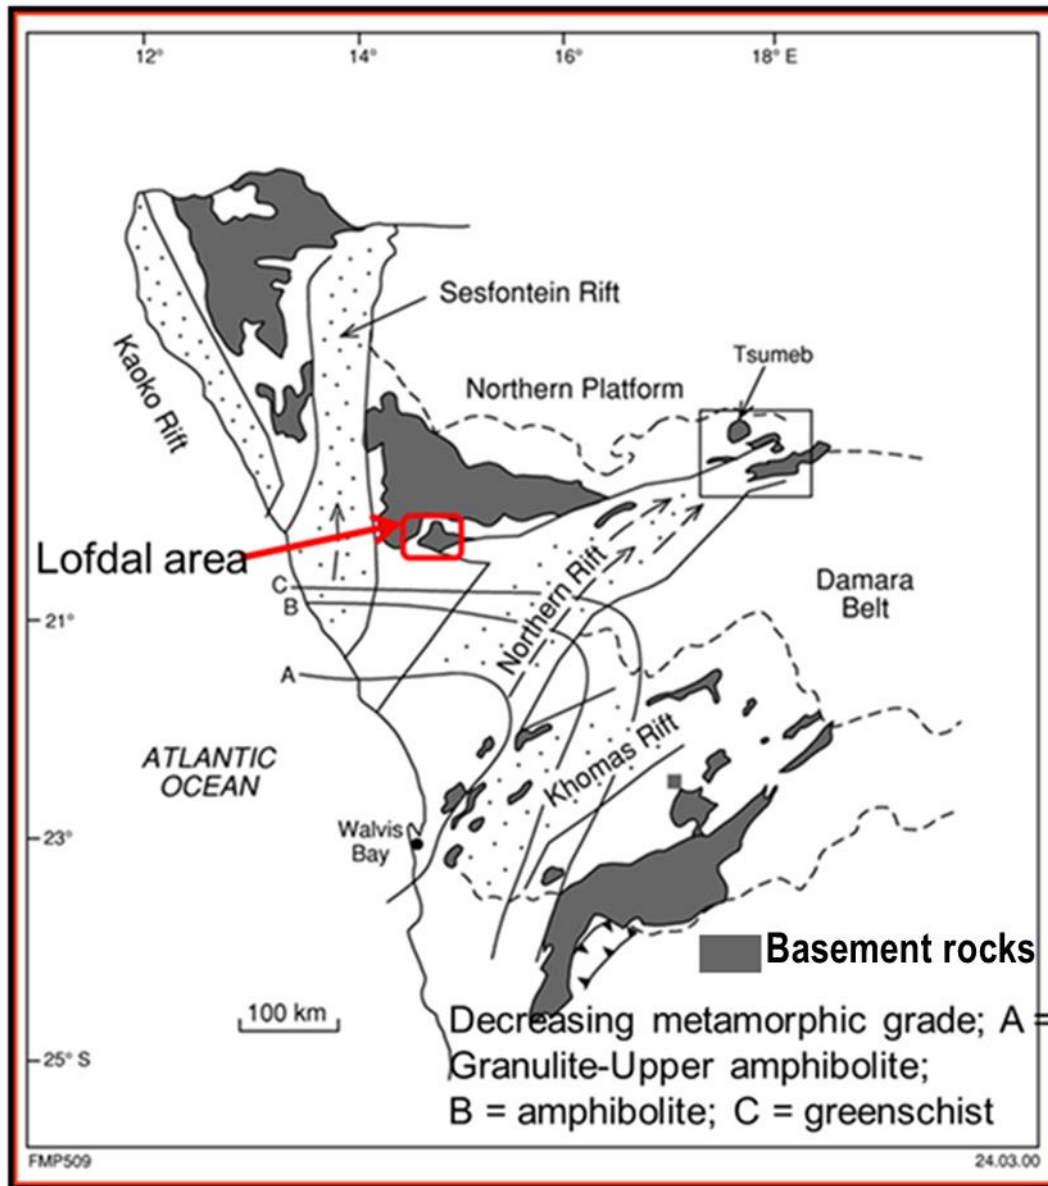 12°
14°
16°
18° E
Sesfontein Rift
Kaoko Rift
Tsumeb
Northern Platform
Lofdal area
C
B
Northern Rift
Damara
Belt
21°
A
ATLANTIC
OCEAN
Khomas Rift
Walvis
Bay
23°
Basement rocks
100 km
Decreasing metamorphic grade; A =
Granulite-Upper amphibolite;
B = amphibolite; C = greenschist
25° S
FMP509
24.03.00